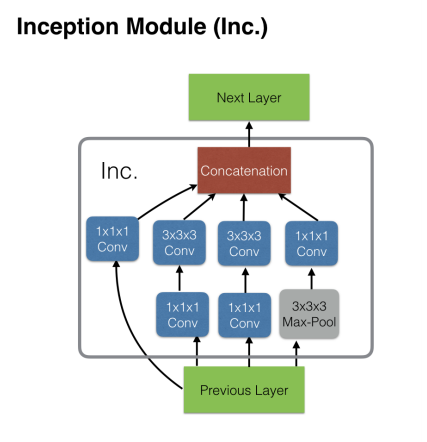 Inception Module (Inc.)
Next Layer
Inc.
Concatenation
1x1x1
Conv
3x3x3
Conv
3x3x3
Conv
1x1x1
Conv
1x1x1
Conv
1x1x1
Conv
3x3x3
Max-Pool
Previous Layer